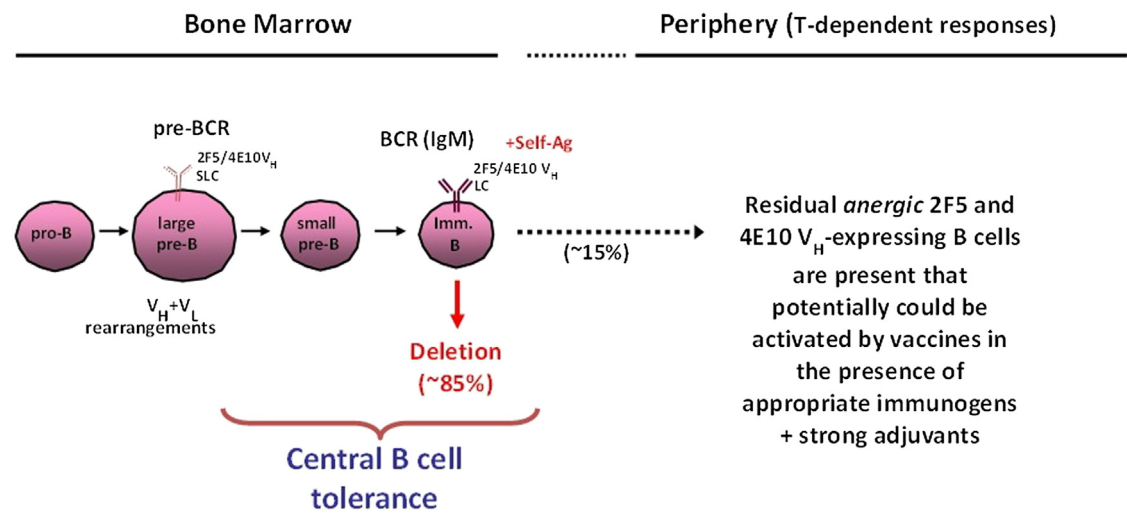 Bone Marrow
Periphery (T-dependent responses)
pre-BCR
2F5/4E10VH
SLC
BCR (IgM)
+Self-Ag
2F5/4E10 VH
LC
pro-B
large
pre-B
small
pre-B
Imm.
B
(~15%)
VH+VL
rearrangements
Deletion
(~85%)
Central B cell
tolerance
Residual anergic 2F5 and
4E10 VH-expressing B cells
are present that
potentially could be
activated by vaccines in
the presence of
appropriate immunogens
+ strong adjuvants